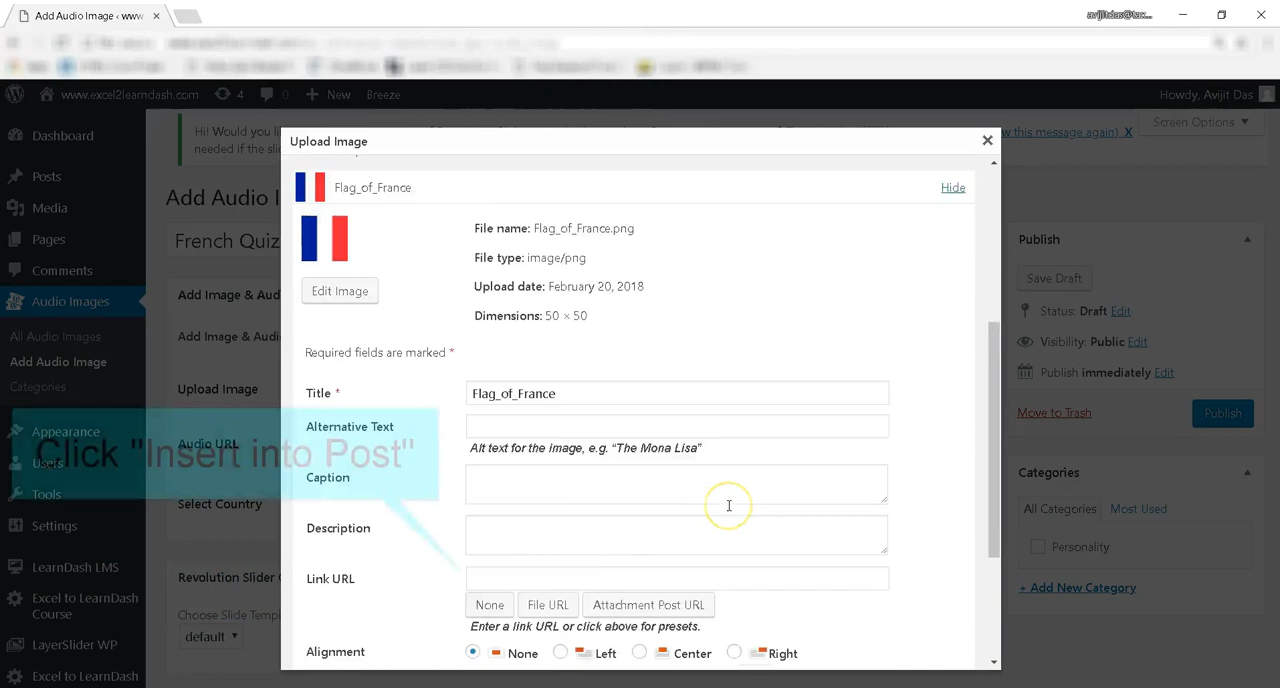 Add Audio Image ‹ www
www.excel2learndash.com 4 0 New Breeze Howdy, Avijit Das
Hi! Would you li
w this message again) X
needed if the sli
Screen Options
Dashboard
Posts
Media
Pages
Comments
Audio Images
All Audio Images
Add Audio Image
Categories
Appearance
Users
Tools
Settings
LearnDash LMS
Excel to LearnDash
Course
LayerSlider WP
Excel to LearnDash
Add Audio I
French Quiz
Add Image & Aud
Add Image & Aud
Upload Image
Audio URL
Select Country
Revolution Slider
Choose Slide Templ
default
Click "Insert into Post"
Upload Image
Flag_of_France Hide
File name: Flag_of_France.png
File type: image/png
Upload date: February 20, 2018
Dimensions: 50 × 50
Edit Image
Required fields are marked *
Title * Flag_of_France
Alternative Text
Alt text for the image, e.g. “The Mona Lisa”
Caption
Description
Link URL
None File URL Attachment Post URL
Enter a link URL or click above for presets.
Alignment None Left Center Right
Publish
Save Draft
Status: Draft Edit
Visibility: Public Edit
Publish immediately Edit
Move to Trash Publish
Categories
All Categories Most Used
Personality
+ Add New Category